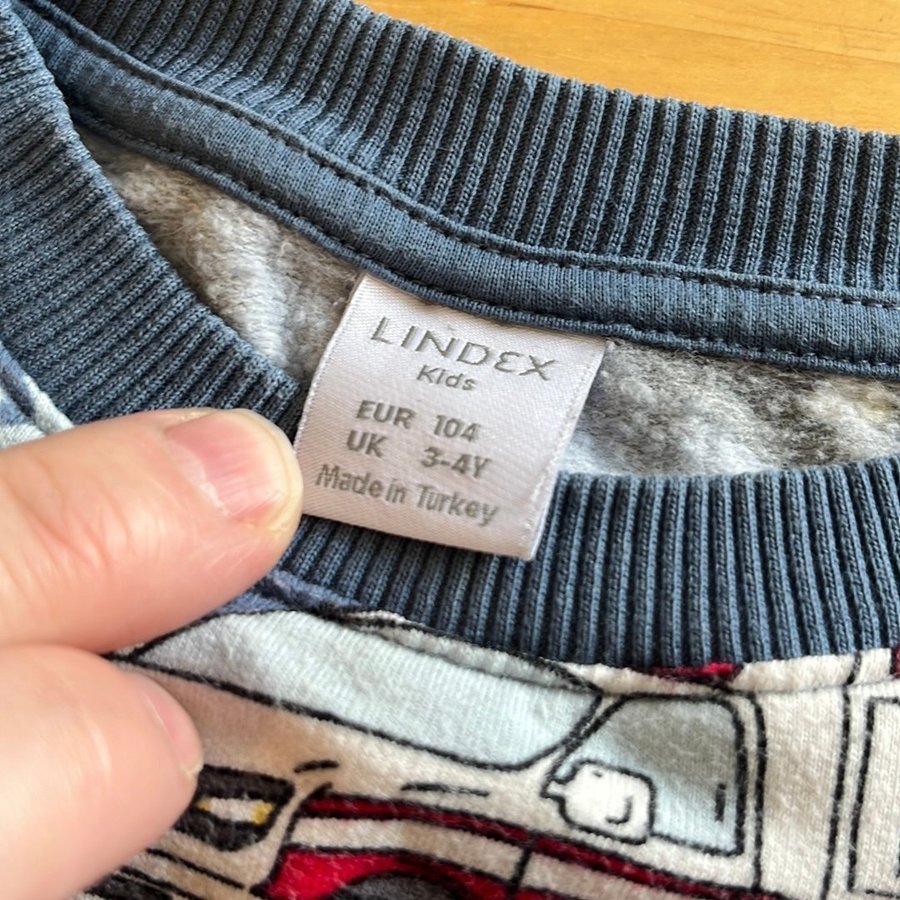 LINDEX
Kids
EUR 104
UK 3-4Y
Made in Turkey